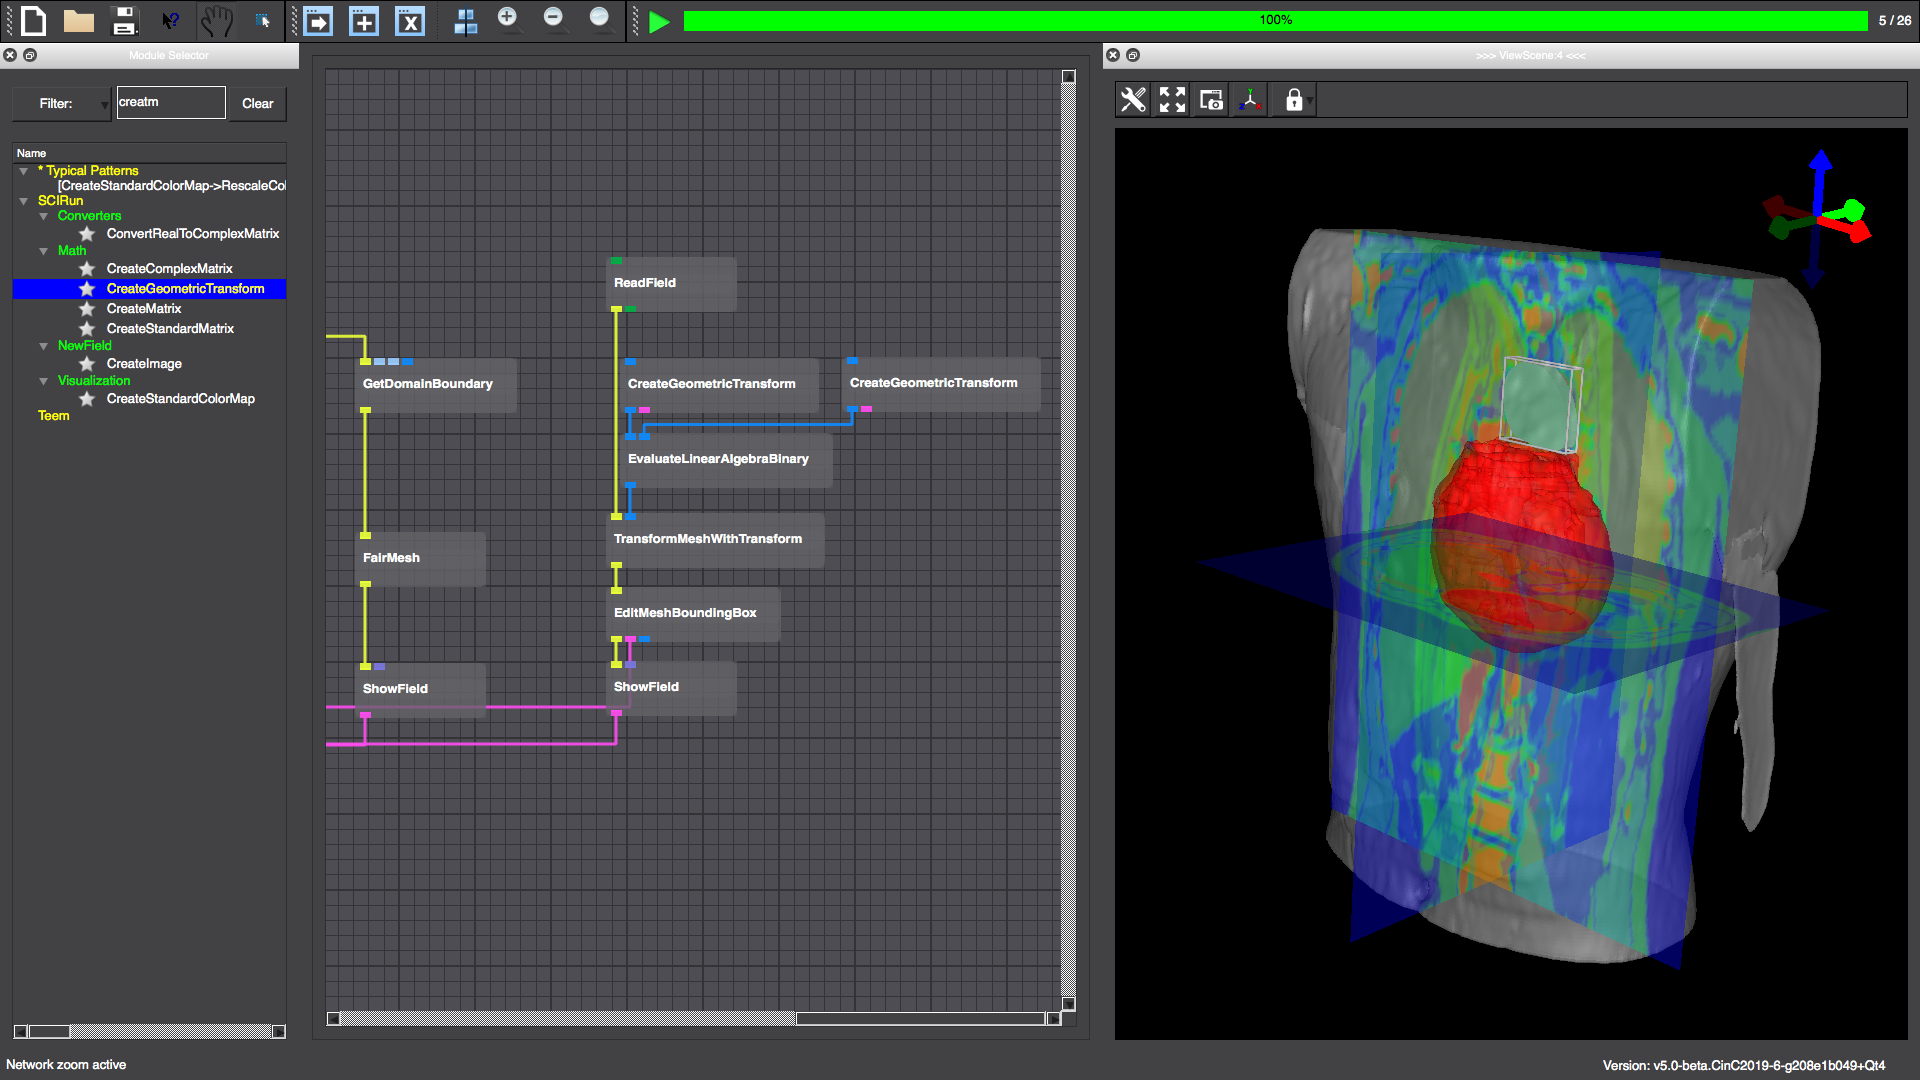 100%
5 / 26
Module Selector
>>> ViewScene:4 <<<
Filter:
creatm
Clear
Name
* Typical Patterns
[CreateStandardColorMap->RescaleCol
SCIRun
Converters
ConvertRealToComplexMatrix
Math
CreateComplexMatrix
CreateGeometricTransform
CreateMatrix
CreateStandardMatrix
NewField
CreateImage
Visualization
CreateStandardColorMap
Teem
ReadField
GetDomainBoundary
CreateGeometricTransform
CreateGeometricTransform
EvaluateLinearAlgebraBinary
TransformMeshWithTransform
FairMesh
EditMeshBoundingBox
ShowField
ShowField
Network zoom active
Version: v5.0-beta.CinC2019-6-g208e1b049+Qt4